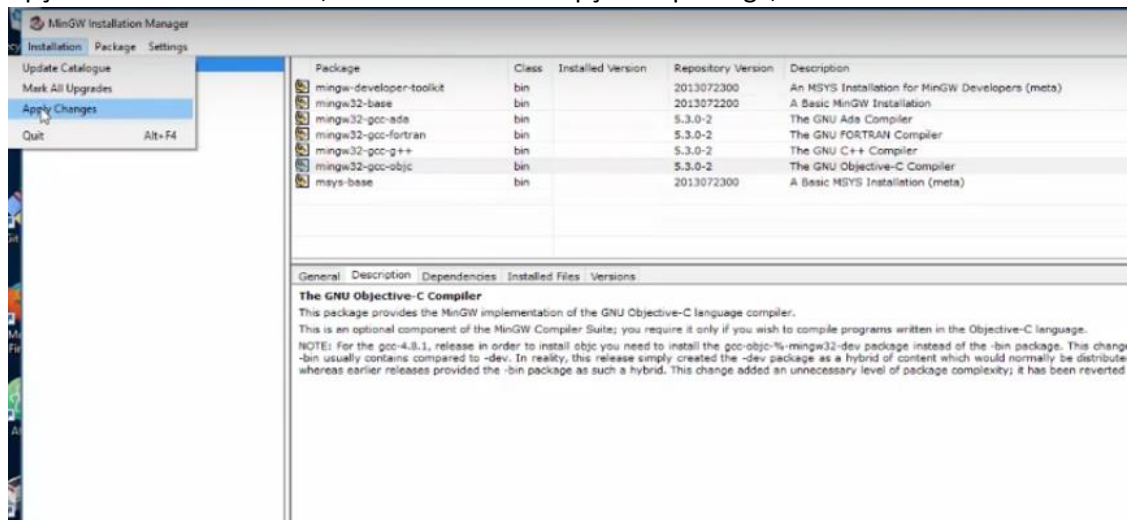 MinGW Installation Manager
Installation Package Settings
Update Catalogue
Mark All Upgrades
Apply Changes
Quit Alt+F4
Package Class Installed Version Repository Version Description
mingw-developer-toolkit bin 2013072300 An MSYS Installation for MinGW Developers (meta)
mingw32-base bin 2013072200 A Basic MinGW Installation
mingw32-gcc-ada bin 5.3.0-2 The GNU Ada Compiler
mingw32-gcc-fortran bin 5.3.0-2 The GNU FORTRAN Compiler
mingw32-gcc-g++ bin 5.3.0-2 The GNU C++ Compiler
mingw32-gcc-objc bin 5.3.0-2 The GNU Objective-C Compiler
msys-base bin 2013072300 A Basic MSYS Installation (meta)
General Description Dependencies Installed Files Versions
The GNU Objective-C Compiler
This package provides the MinGW implementation of the GNU Objective-C language compiler.
This is an optional component of the MinGW Compiler Suite; you require it only if you wish to compile programs written in the Objective-C language.
NOTE: For the gcc-4.8.1, release in order to install objc you need to install the gcc-objc-%-mingw32-dev package instead of the -bin package. This change
-bin usually contains compared to -dev. In reality, this release simply created the -dev package as a hybrid of content which would normally be distribute
whereas earlier releases provided the -bin package as such a hybrid. This change added an unnecessary level of package complexity; it has been reverted